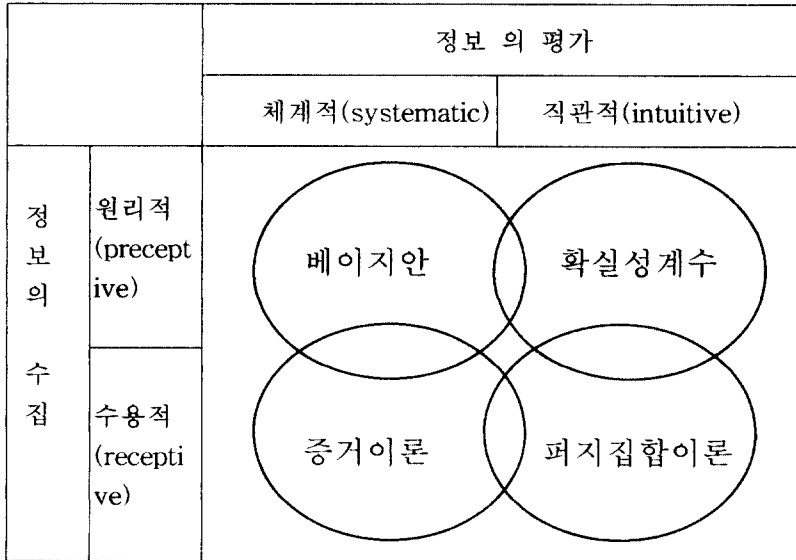 정보 의 평가
체계적(systematic)
직관적(intuitive)
정
보
의
수
집
원리적
(precept
ive)
베이지안
확실성계수
수용적
(recepti
ve)
증거이론
퍼지집합이론